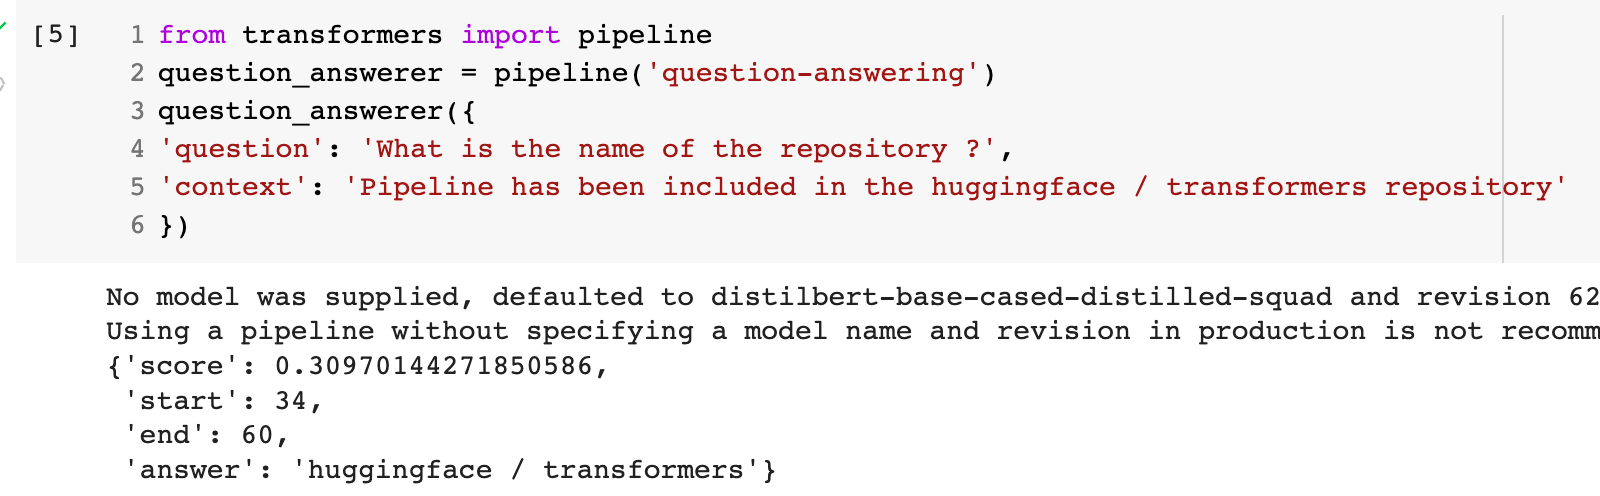 [5] 1 from transformers import pipeline
2 question_answerer = pipeline('question-answering')
3 question_answerer({
4 'question': 'What is the name of the repository ?',
5 'context': 'Pipeline has been included in the huggingface / transformers repository'
6 })
No model was supplied, defaulted to distilbert-base-cased-distilled-squad and revision 62
Using a pipeline without specifying a model name and revision in production is not recomm
{'score': 0.30970144271850586,
'start': 34,
'end': 60,
'answer': 'huggingface / transformers'}